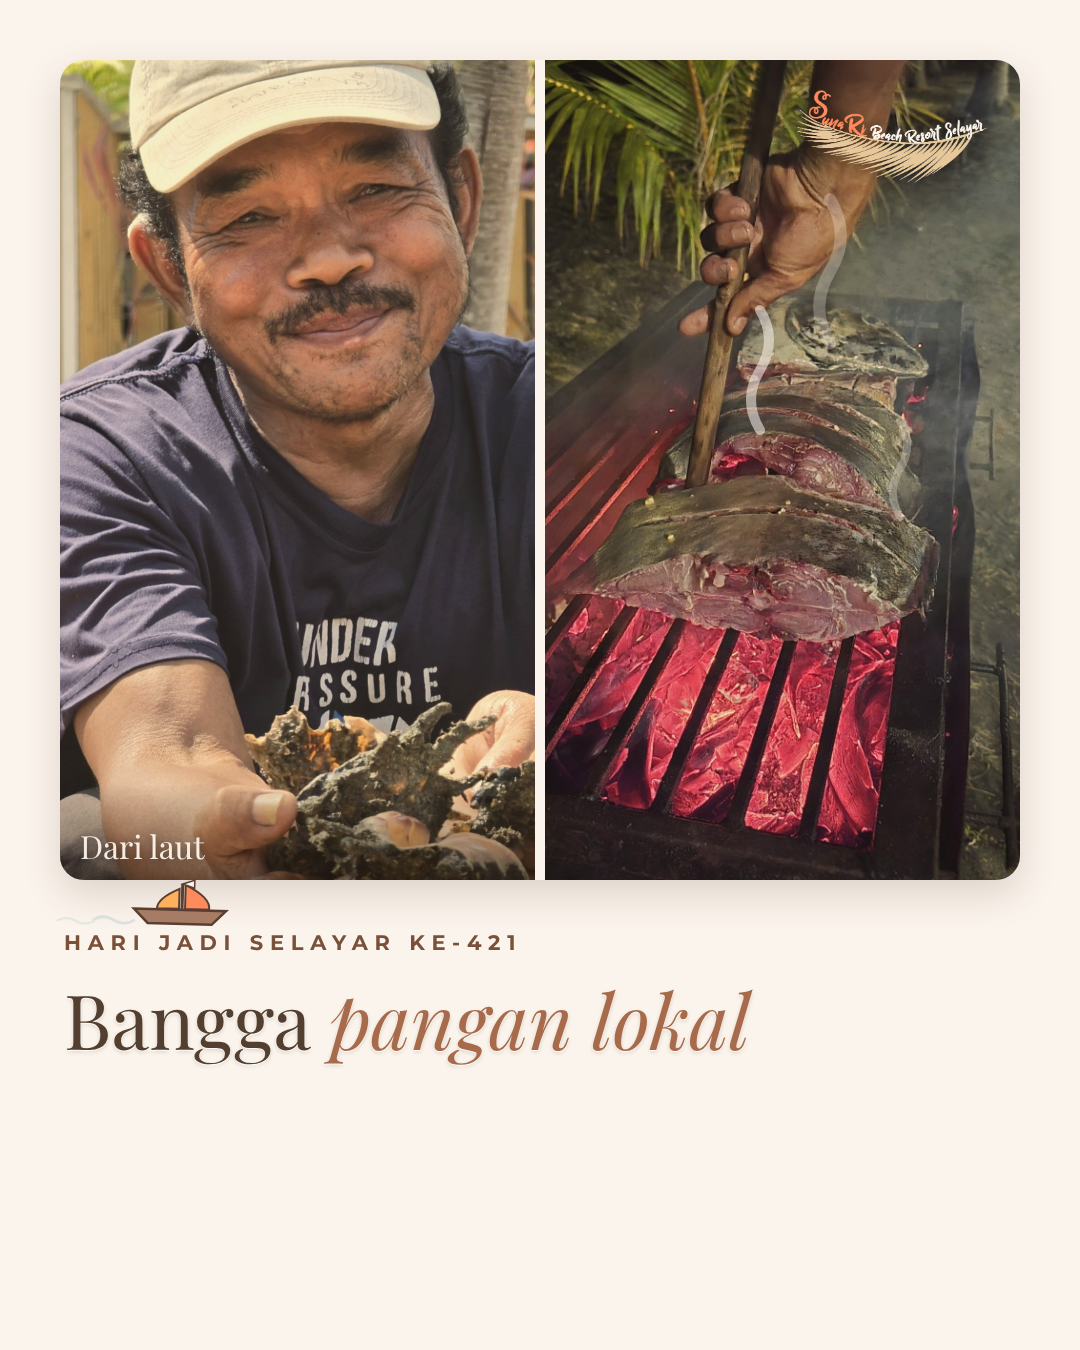 SunaRi Beach Resort Selayar
UNDER
RSSURE
Dari laut
HARI JADI SELAYAR KE-421
Bangga pangan lokal